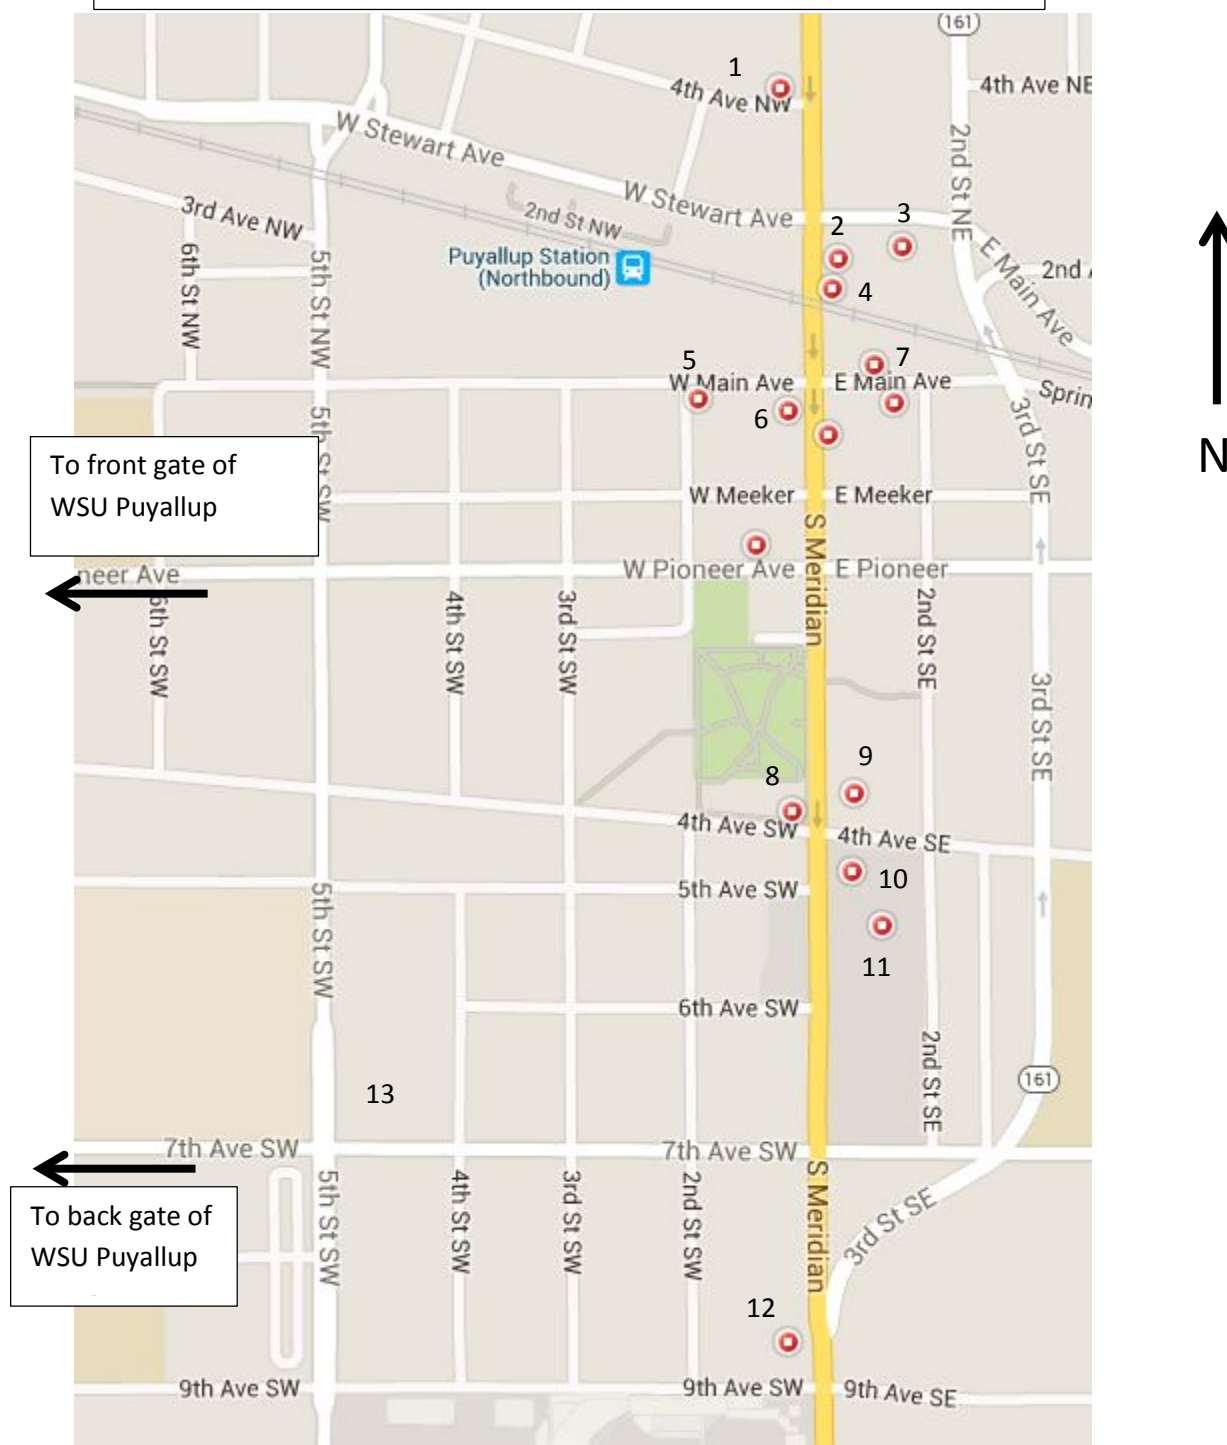 161
1
4th Ave NW
4th Ave NE
W Stewart Ave
2nd St NE
3rd Ave NW
2nd St NW
W Stewart Ave
2
3
Puyallup Station
(Northbound)
E Main Ave
2nd A
6th St NW
5th St NW
4
5
7
W Main Ave
E Main Ave
Sprin
6
5th St SW
3rd St SE
N
To front gate of
WSU Puyallup
W Meeker
E Meeker
S Meridian
neer Ave
W Pioneer Ave
E Pioneer
6th St SW
4th St SW
3rd St SW
2nd St SE
3rd St SE
8
9
4th Ave SW
4th Ave SE
5th St SW
5th Ave SW
10
11
6th Ave SW
2nd St SE
13
161
7th Ave SW
7th Ave SW
To back gate of
WSU Puyallup
5th St SW
4th St SW
3rd St SW
2nd St SW
S Meridian
3rd St SE
12
9th Ave SW
9th Ave SW
9th Ave SE